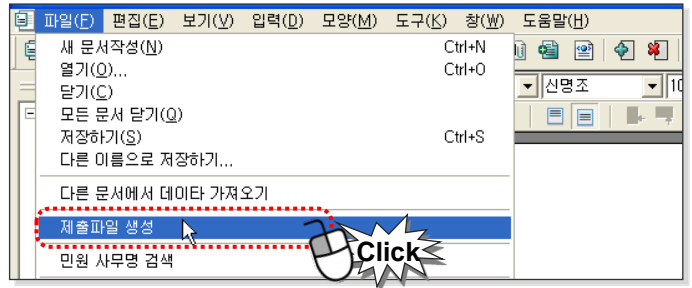 파일(F) 편집(E) 보기(V) 입력(D) 모양(M) 도구(K) 창(W) 도움말(H)
새 문서작성(N) Ctrl+N
열기(O)... Ctrl+O
닫기(C)
신명조 10
모든 문서 닫기(Q)
저장하기(S) Ctrl+S
다른 이름으로 저장하기...
다른 문서에서 데이타 가져오기
제출파일 생성
Click
민원 사무명 검색